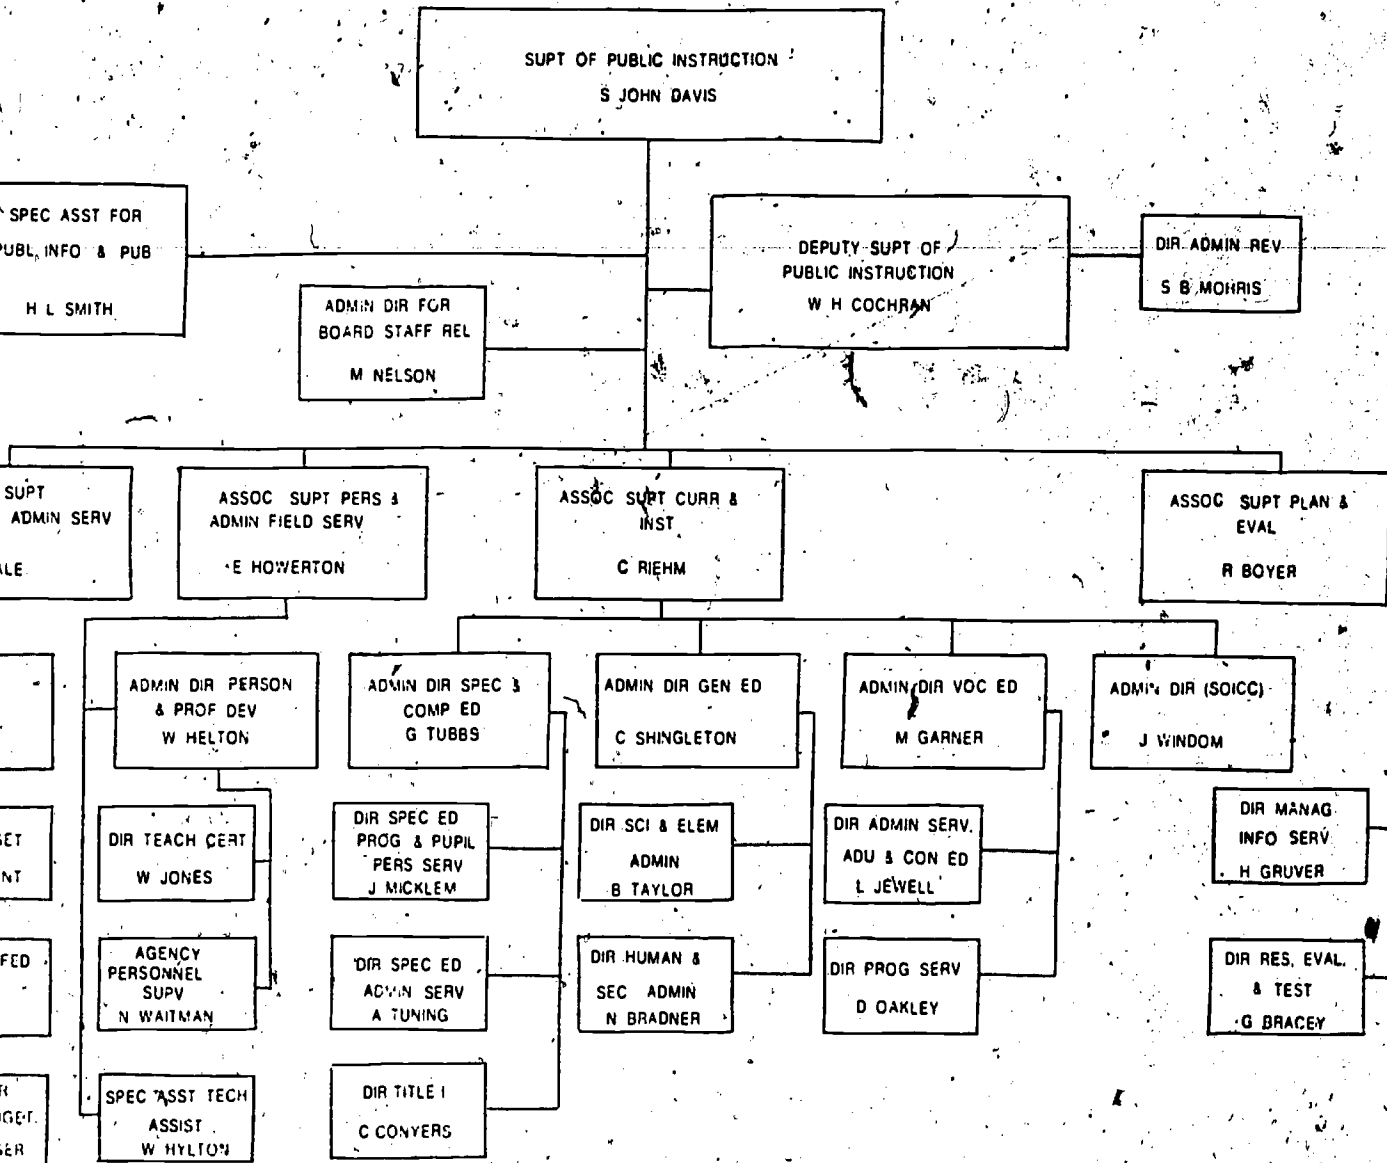 SUPT OF PUBLIC INSTRUCTION
S JOHN DAVIS
SPEC ASST FOR
PUBL INFO & PUB
H L SMITH
ADMIN DIR FOR
BOARD STAFF REL
M NELSON
DEPUTY SUPT OF
PUBLIC INSTRUCTION
W H COCHRAN
DIR ADMIN REV
S B MORRIS
SUPT
ADMIN SERV
ASSOC SUPT PERS &
ADMIN FIELD SERV
E HOWERTON
ASSOC SUPT CURR &
INST
C RIEHM
ASSOC SUPT PLAN &
EVAL
R BOYER
ADMIN DIR PERSON
& PROF DEV
W HELTON
ADMIN DIR SPEC &
COMP ED
G TUBBS
ADMIN DIR GEN ED
C SHINGLETON
ADMIN DIR VOC ED
M GARNER
ADMIN DIR (SOICC)
J WINDOM
DIR TEACH CERT
W JONES
DIR SPEC ED
PROG & PUPIL
PERS SERV
J MICKLEM
DIR SCI & ELEM
ADMIN
B TAYLOR
DIR ADMIN SERV.
ADU & CON ED
L JEWELL
DIR MANAG
INFO SERV
H GRUVER
FED
AGENCY
PERSONNEL
SUPV
N WAITMAN
DIR SPEC ED
ADMIN SERV
A TUNING
DIR HUMAN &
SEC ADMIN
N BRADNER
DIR PROG SERV
D OAKLEY
DIR RES, EVAL.
& TEST
G BRACEY
SPEC ASST TECH
ASSIST
W HYLTON
DIR TITLE I
C CONYERS